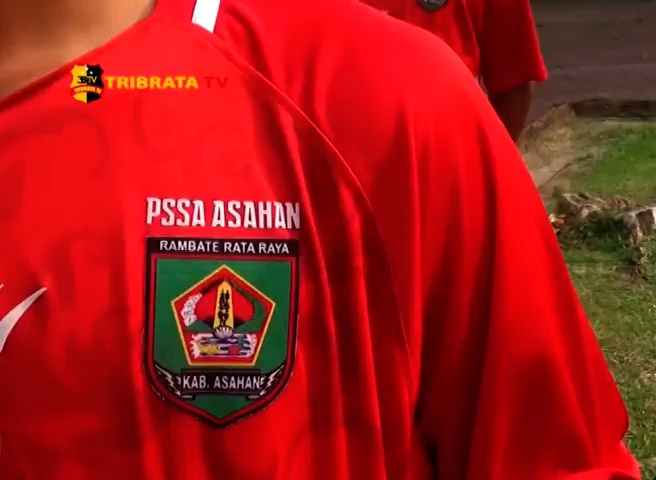 TRIBRATA TV
PSSA ASAHAN
RAMBATE RATA RAYA
KAB. ASAHAN